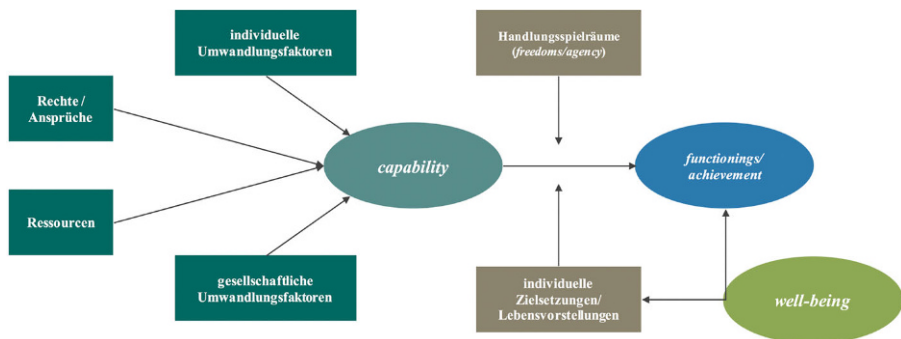 individuelle
Umwandlungsfaktoren
Handlungsspielräume
(freedoms/agency)
Rechte /
Ansprüche
capability
functionings/
achievement
Ressourcen
gesellschaftliche
Umwandlungsfaktoren
individuelle
Zielsetzungen/
Lebensvorstellungen
well-being